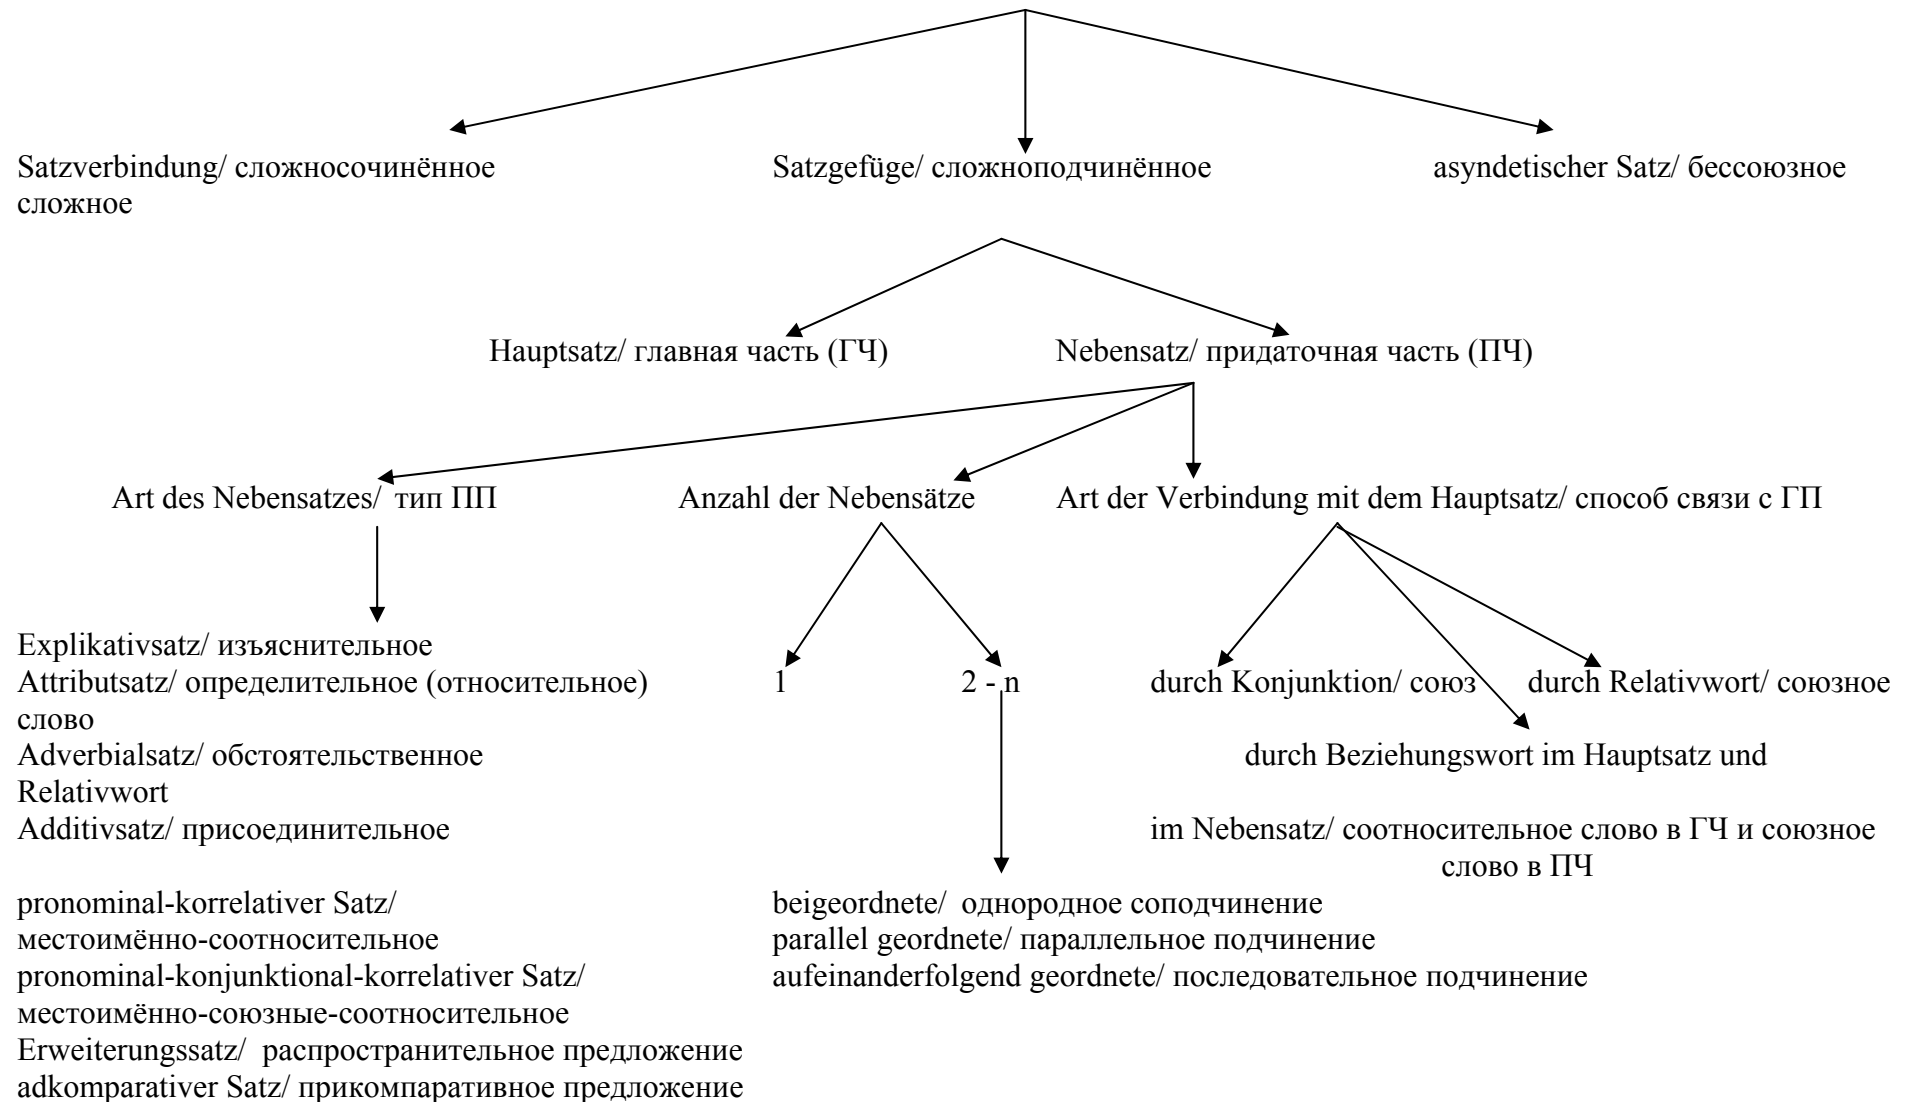 Satzverbindung/ сложносочинённое Satzgefüge/ сложноподчинённое asyndetischer Satz/ бессоюзное
сложное
Hauptsatz/ главная часть (ГЧ) Nebensatz/ придаточная часть (ПЧ)
Art des Nebensatzes/ тип ПП Anzahl der Nebensätze Art der Verbindung mit dem Hauptsatz/ способ связи с ГП
Explikativsatz/ изъяснительное
Attributsatz/ определительное (относительное) 1 2 - n durch Konjunktion/ союз durch Relativwort/ союзное
слово
Adverbialsatz/ обстоятельственное durch Beziehungswort im Hauptsatz und
Relativwort
Additivsatz/ присоединительное im Nebensatz/ соотносительное слово в ГЧ и союзное
слово в ПЧ
pronominal-korrelativer Satz/ beigeordnete/ однородное соподчинение
местоимённо-соотносительное parallel geordnete/ параллельное подчинение
pronominal-konjunktional-korrelativer Satz/ aufeinanderfolgend geordnete/ последовательное подчинение
местоимённо-союзные-соотносительное
Erweiterungssatz/ распространительное предложение
adkomparativer Satz/ прикомпаративное предложение